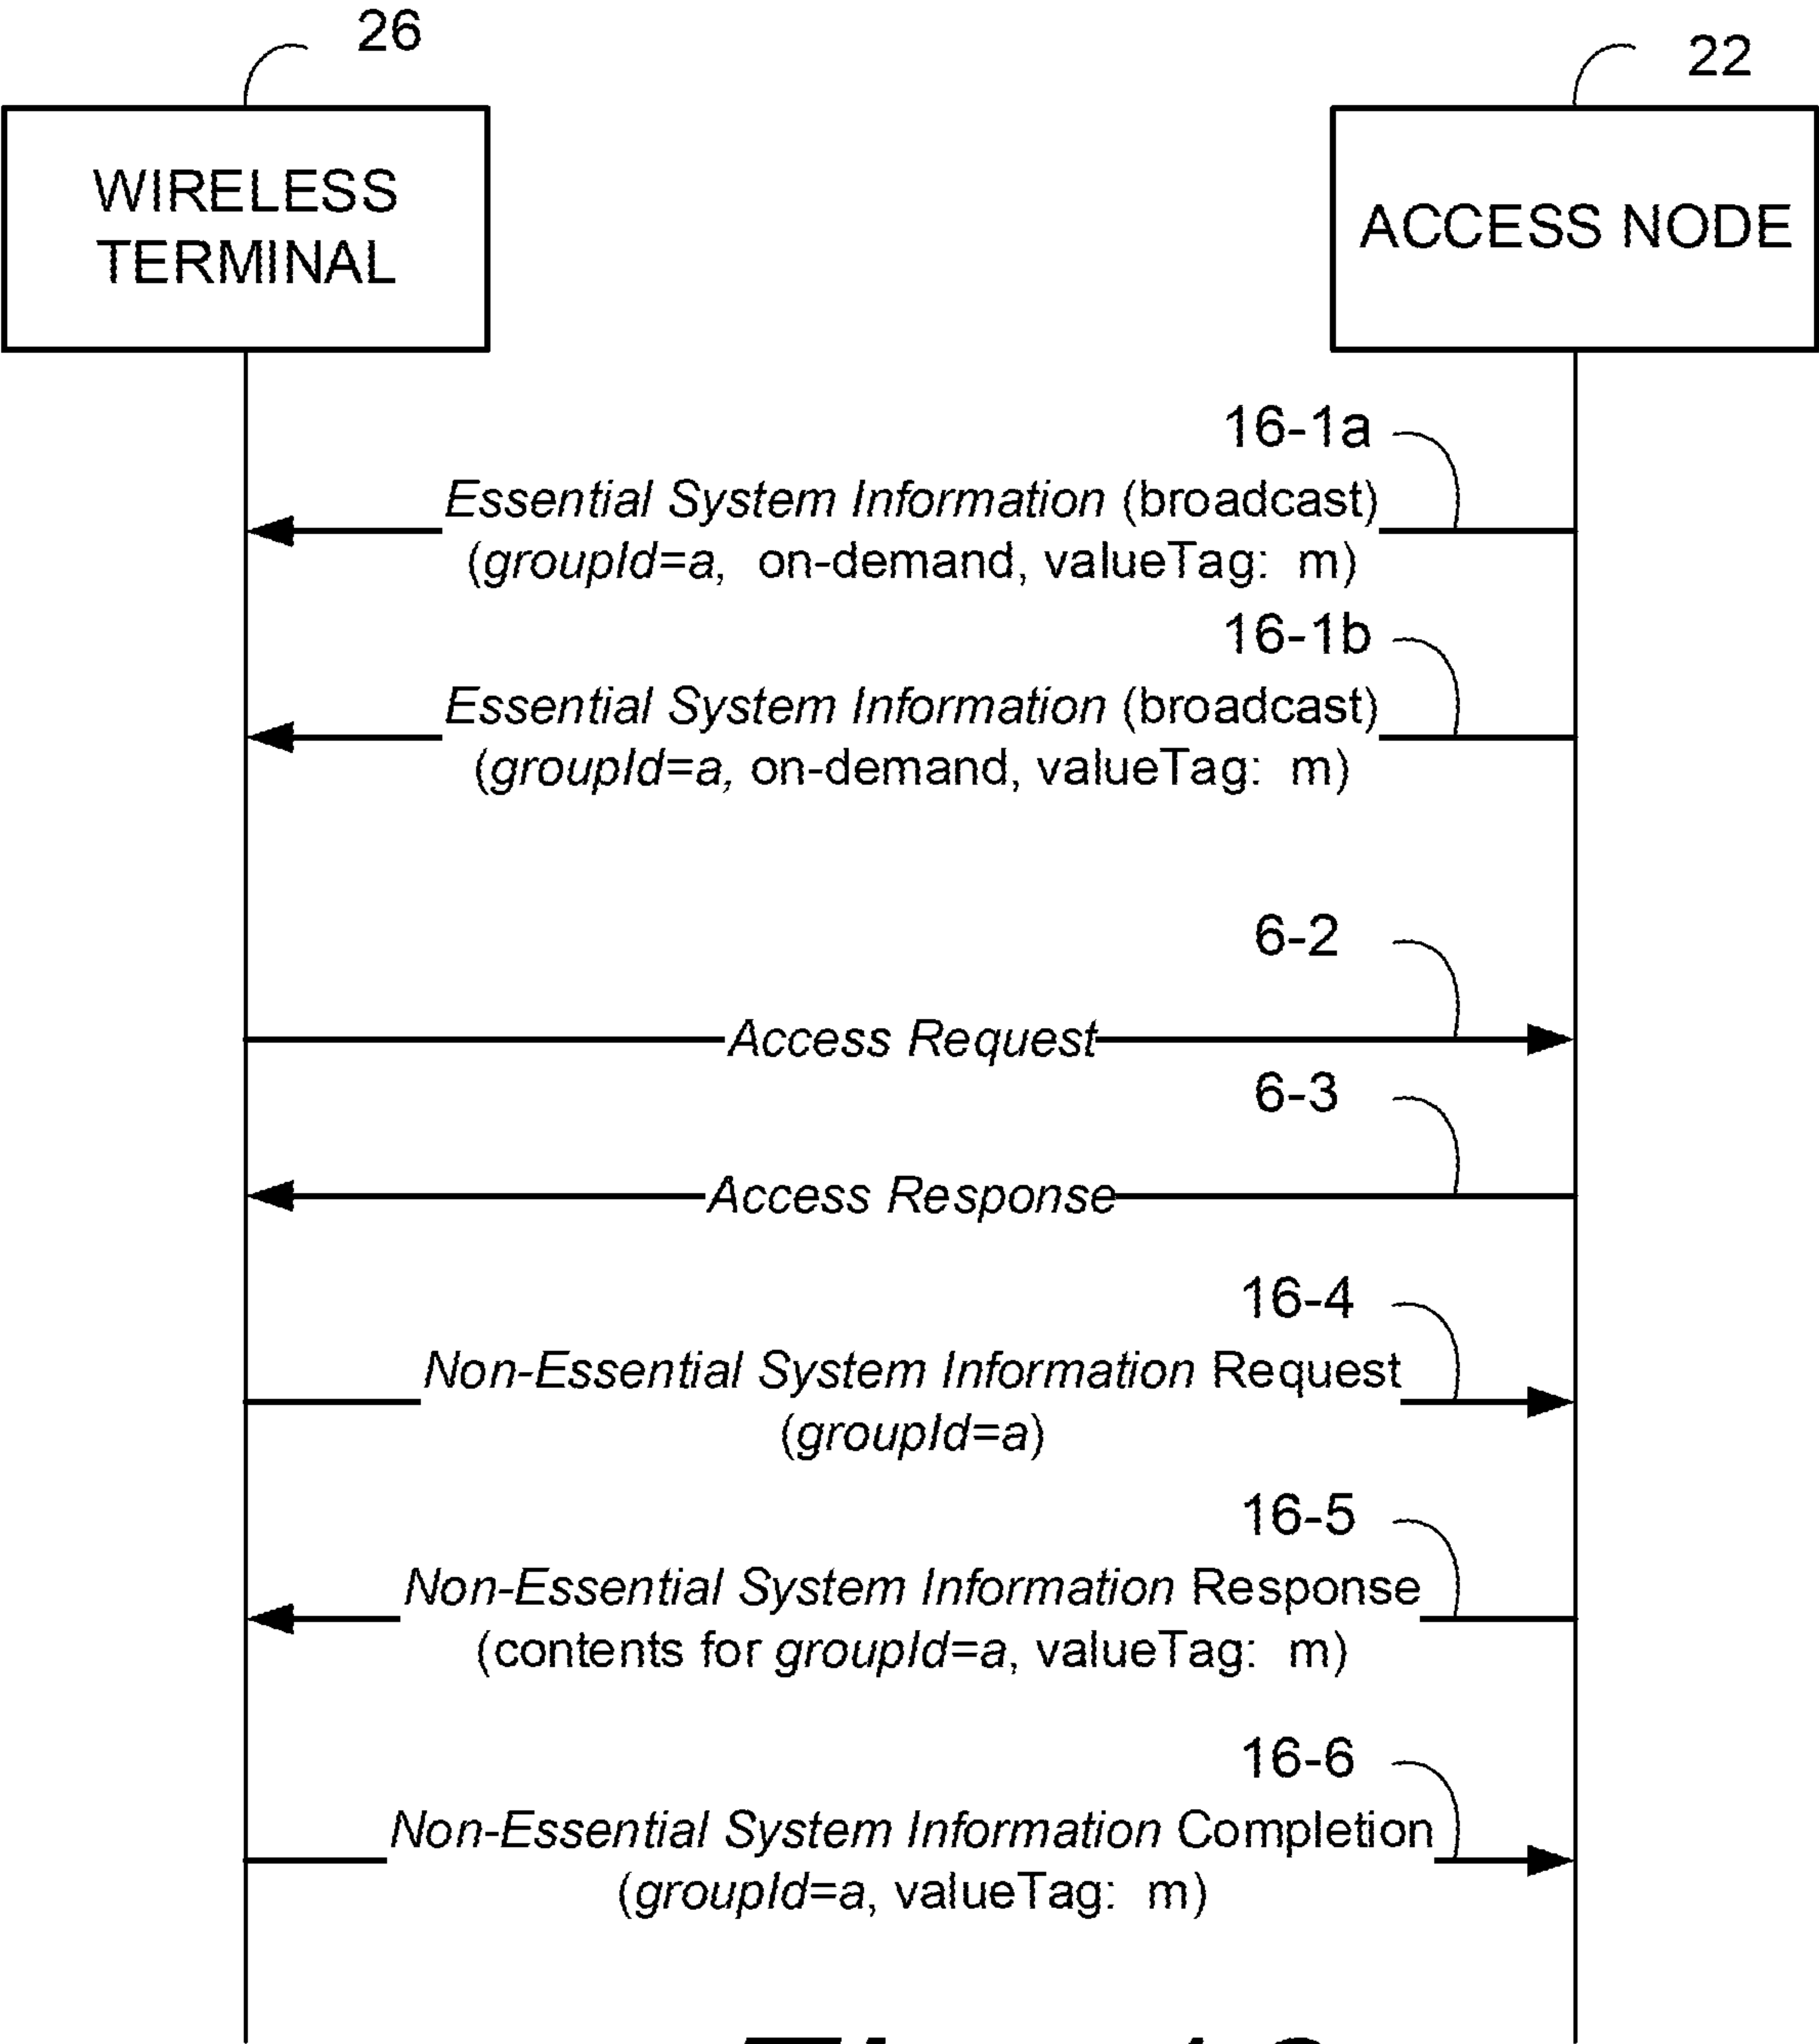 26
22
WIRELESS
TERMINAL
ACCESS NODE
16-1a
Essential System Information (broadcast)
(groupId=a, on-demand, valueTag: m)
16-1b
Essential System Information (broadcast)
(groupId=a, on-demand, valueTag: m)
6-2
Access Request
6-3
Access Response
16-4
Non-Essential System Information Request
(groupId=a)
16-5
Non-Essential System Information Response
(contents for groupId=a, valueTag: m)
16-6
Non-Essential System Information Completion
(groupId=a, valueTag: m)